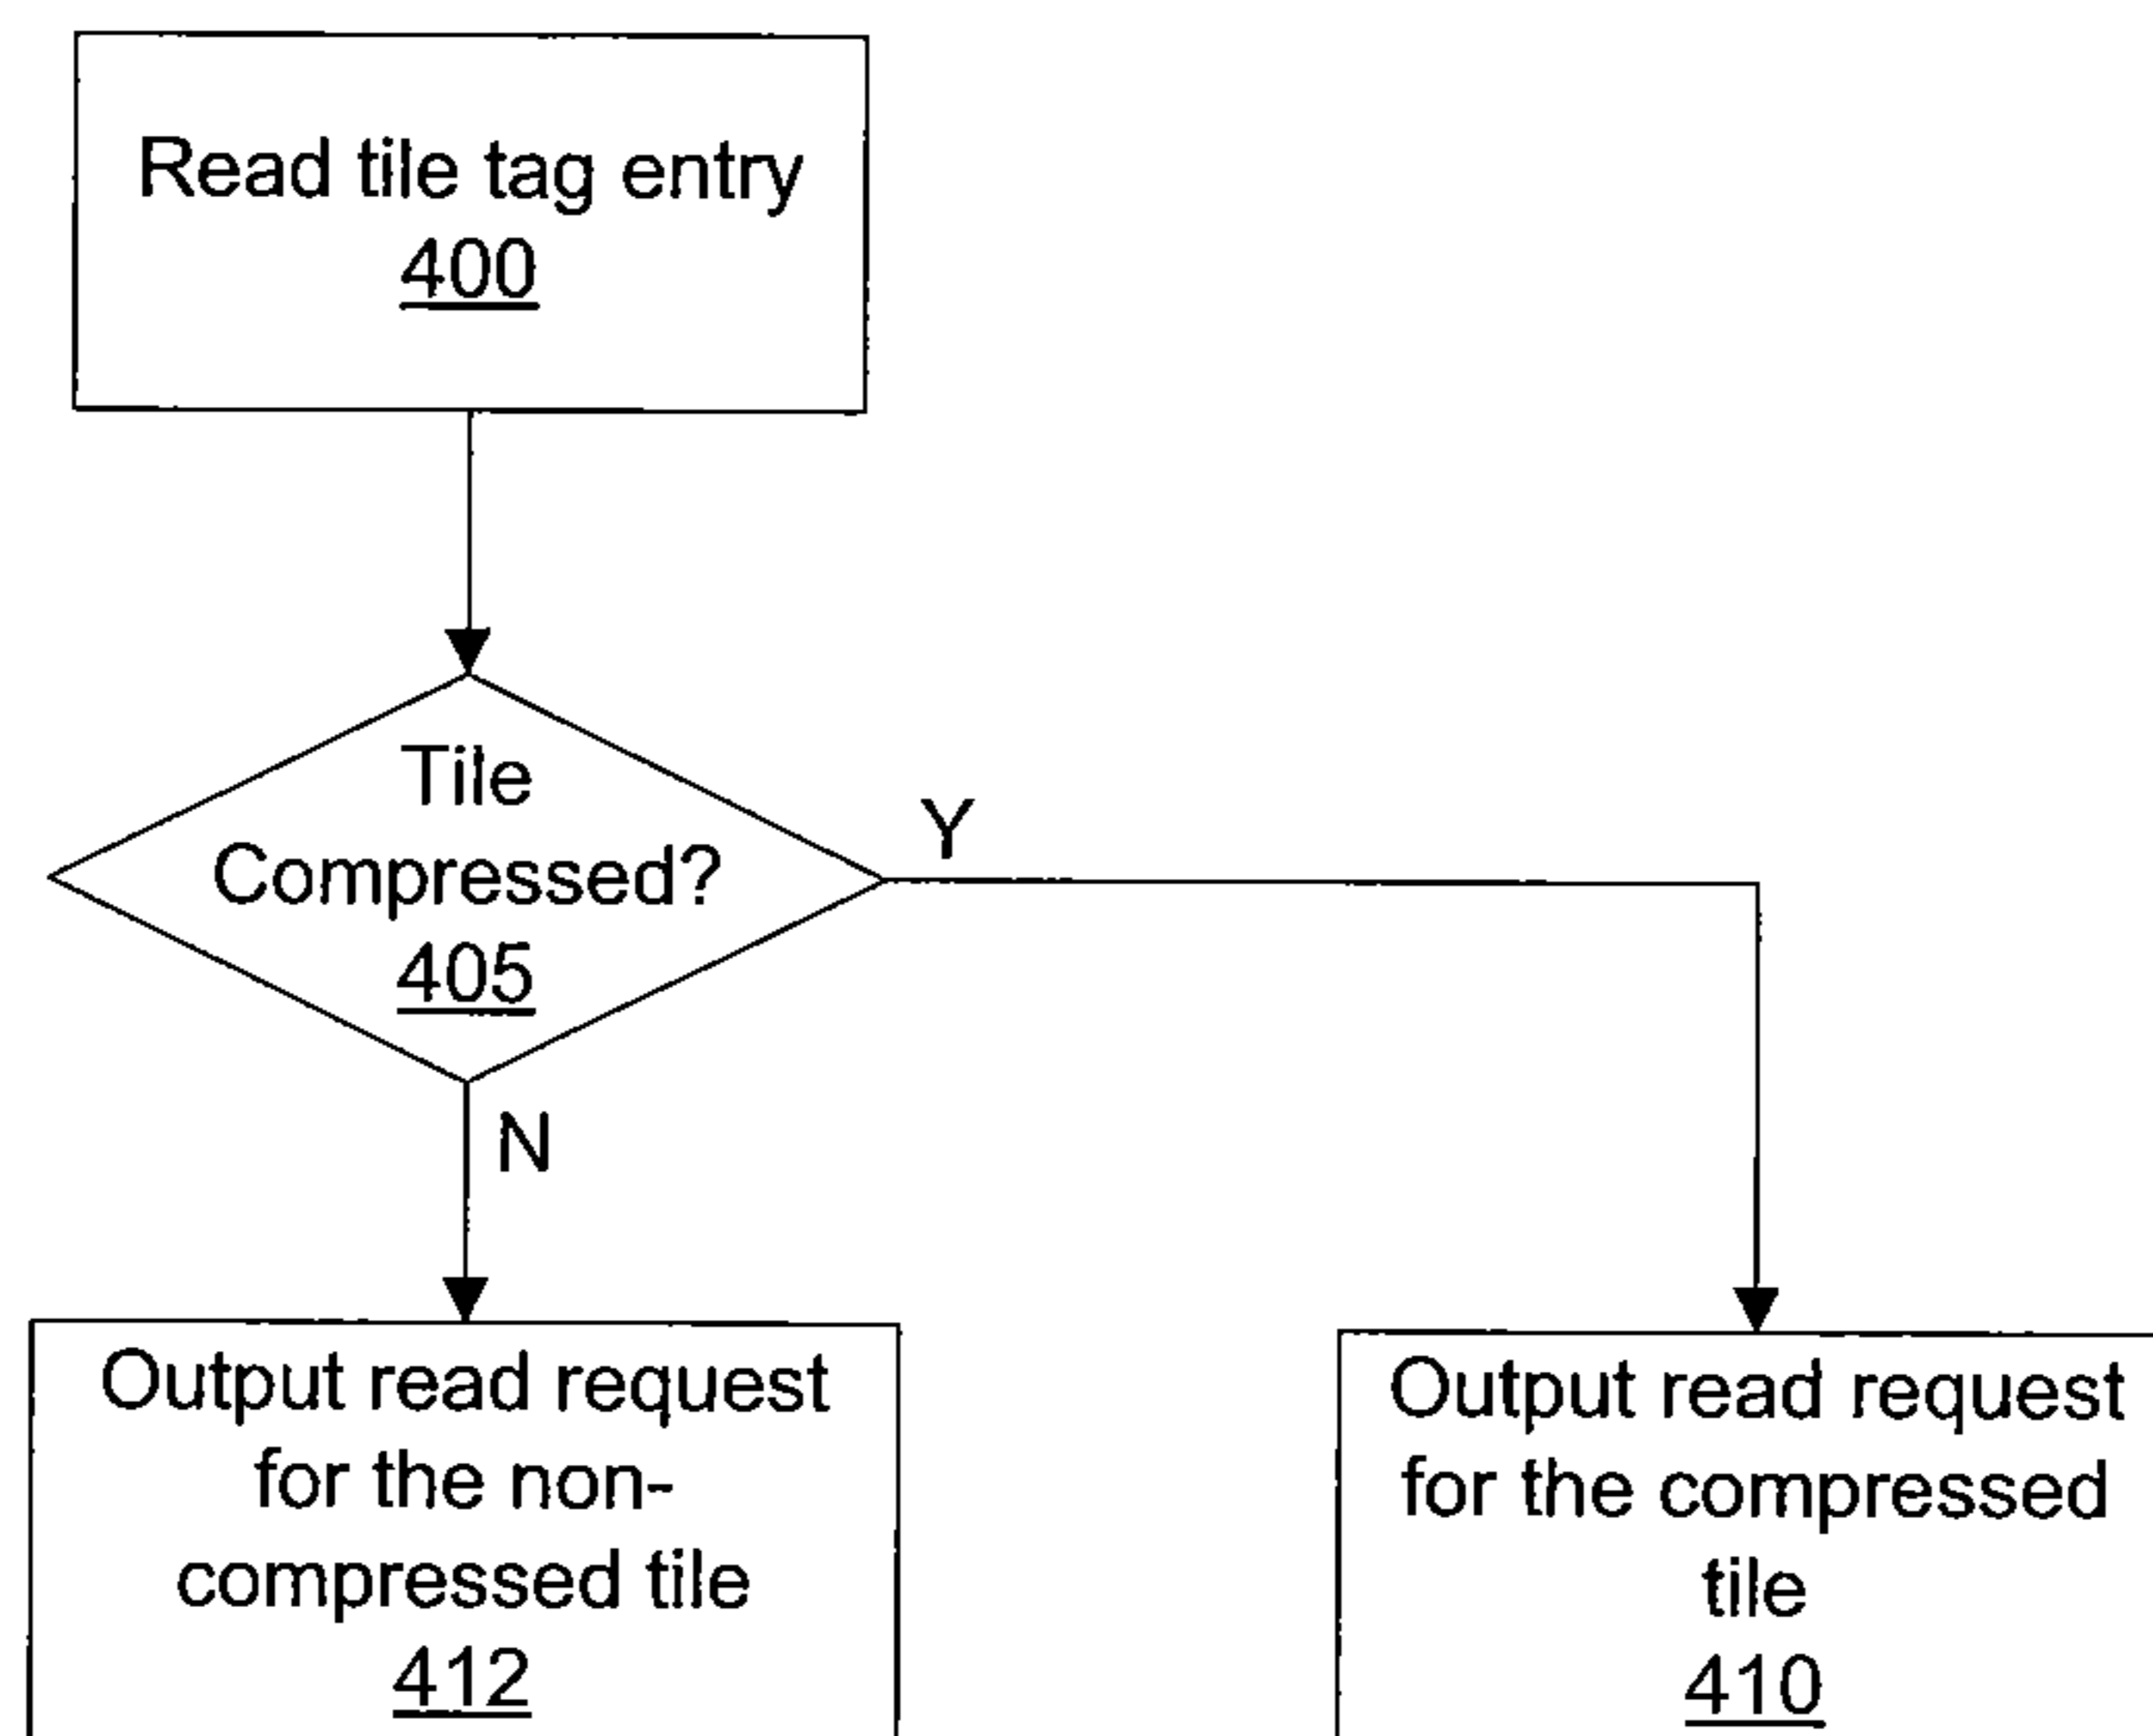 Read tile tag entry
400
Tile
Compressed?
405
Y
N
Output read request
for the non-
compressed tile
412
Output read request
for the compressed
tile
410